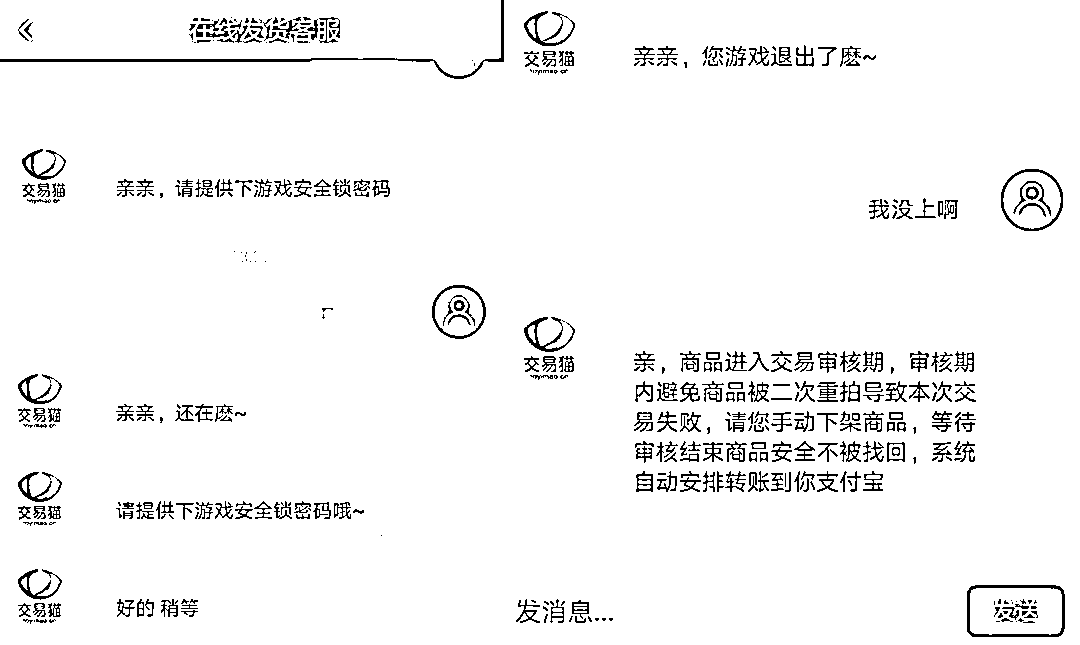 在线发货客服
交易猫
亲亲，请提供下游戏安全锁密码
交易猫
亲亲，还在麽~
交易猫
请提供下游戏安全锁密码哦~
交易猫
好的 稍等
交易猫
亲亲，您游戏退出了麽~
我没上啊
交易猫
亲，商品进入交易审核期，审核期
内避免商品被二次重拍导致本次交
易失败，请您手动下架商品，等待
审核结束商品安全不被找回，系统
自动安排转账到你支付宝
发消息...
发送